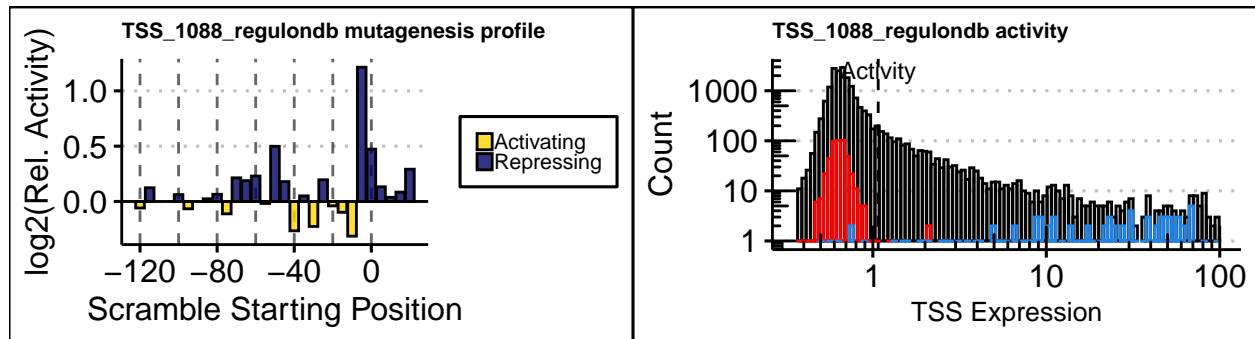 TSS_1088_regulondb mutagenesis profile
log2(Rel. Activity)
1.0
0.5
0.0
−120
−80
−40
0
Scramble Starting Position
Activating
Repressing
TSS_1088_regulondb activity
Activity
Count
1000
100
10
1
1
10
100
TSS Expression